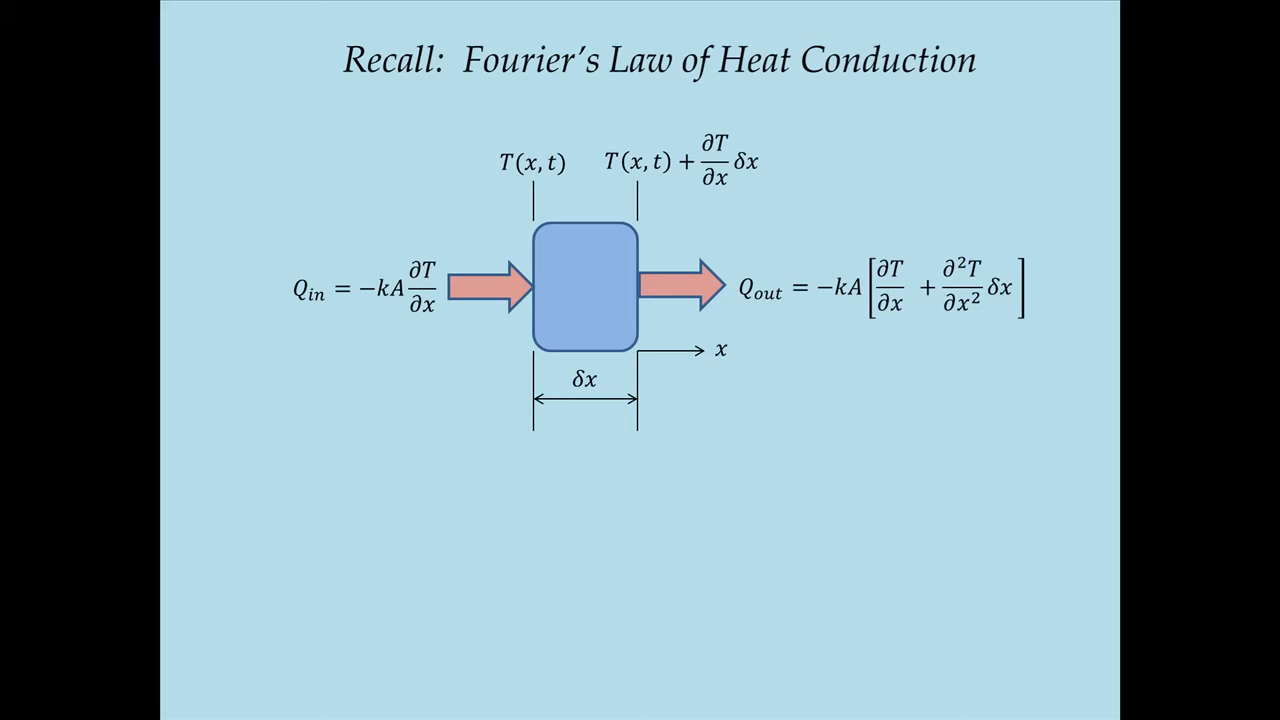 Recall: Fourier's Law of Heat Conduction
T(x, t)
T(x, t) + ∂T/∂x δx
Q_in = −kA ∂T/∂x
Q_out = −kA [∂T/∂x + ∂²T/∂x² δx]
x
δx